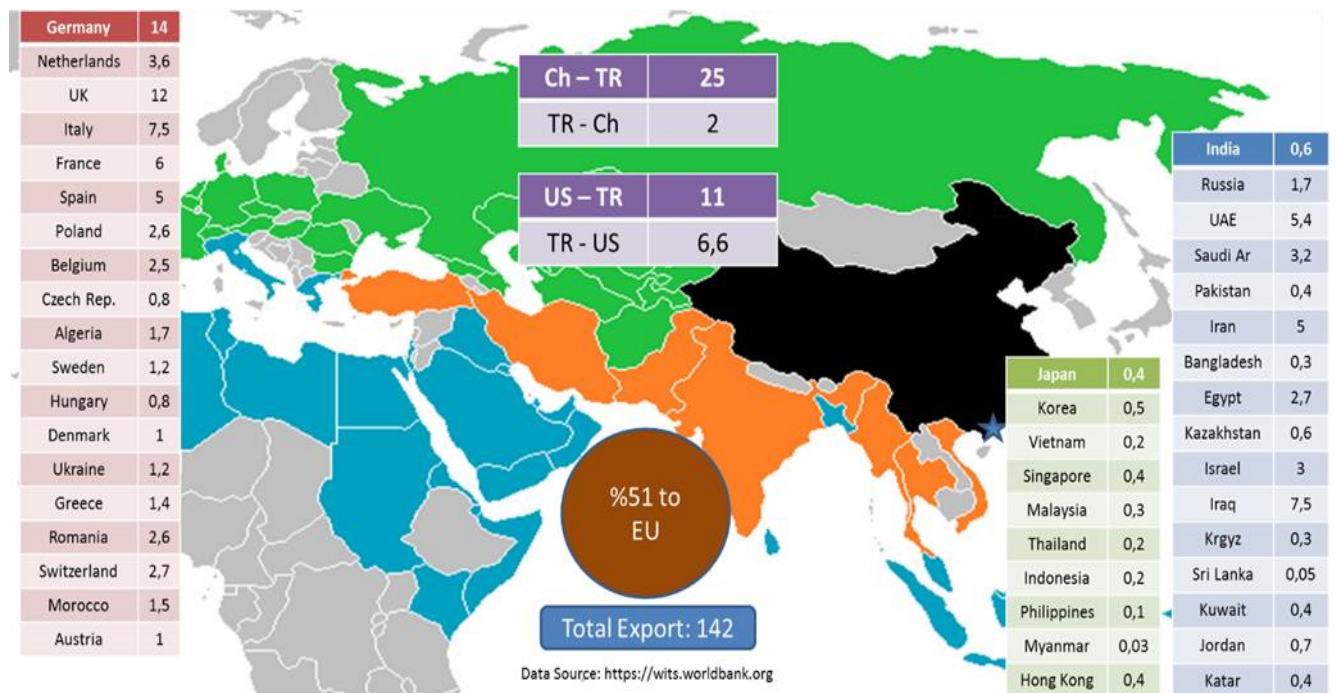 Germany 14
Netherlands 3,6
UK 12
Italy 7,5
France 6
Spain 5
Poland 2,6
Belgium 2,5
Czech Rep. 0,8
Algeria 1,7
Sweden 1,2
Hungary 0,8
Denmark 1
Ukraine 1,2
Greece 1,4
Romania 2,6
Switzerland 2,7
Morocco 1,5
Austria 1
Ch – TR 25
TR - Ch 2
US – TR 11
TR - US 6,6
%51 to
EU
Total Export: 142
Data Source: https://wits.worldbank.org
Japan 0,4
Korea 0,5
Vietnam 0,2
Singapore 0,4
Malaysia 0,3
Thailand 0,2
Indonesia 0,2
Philippines 0,1
Myanmar 0,03
Hong Kong 0,4
India 0,6
Russia 1,7
UAE 5,4
Saudi Ar 3,2
Pakistan 0,4
Iran 5
Bangladesh 0,3
Egypt 2,7
Kazakhstan 0,6
Israel 3
Iraq 7,5
Krgyz 0,3
Sri Lanka 0,05
Kuwait 0,4
Jordan 0,7
Katar 0,4